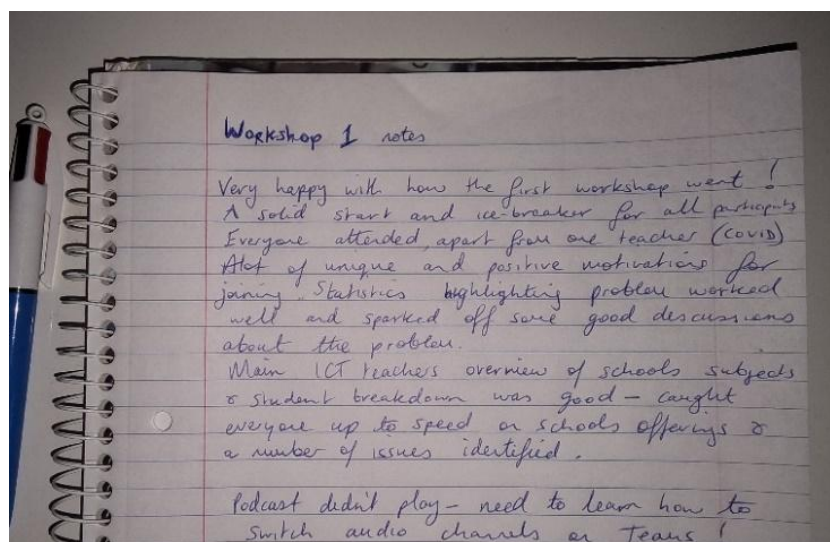 Workshop 1 notes
Very happy with how the first workshop went !
A solid start and ice-breaker for all participants
Everyone attended, apart from one teacher (COVID)
Alot of unique and positive motivations for
joining. Statistics highlighting problem worked
well and sparked off some good discussions
about the problem.
Main ICT teachers overview of schools subjects
& student breakdown was good – caught
everyone up to speed on schools offerings &
a number of issues identified.
Podcast didn't play – need to learn how to
switch audio channels on Teams !